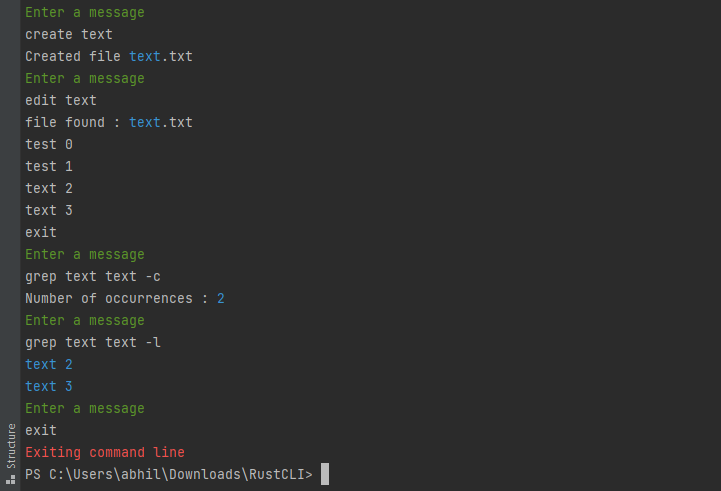 Enter a message
create text
Created file text.txt
Enter a message
edit text
file found : text.txt
test 0
test 1
text 2
text 3
exit
Enter a message
grep text text -c
Number of occurrences : 2
Enter a message
grep text text -l
text 2
text 3
Enter a message
exit
Exiting command line
PS C:\Users\abhil\Downloads\RustCLI>
Structure